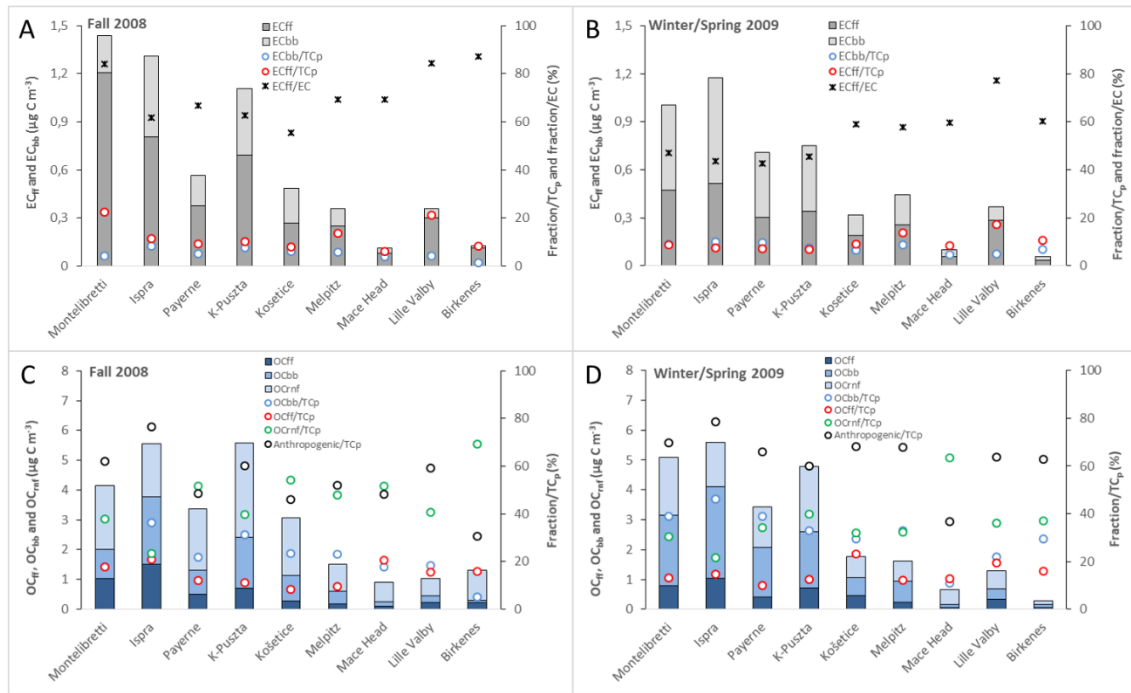 A
Fall 2008
ECff
ECbb
ECbb/TCp
ECff/TCp
ECff/EC
ECff and ECbb (µg C m⁻³)
1,5
1,2
0,9
0,6
0,3
0
100
80
60
40
20
0
Fraction/TCp and fraction/EC (%)
Montelibretti
Ispra
Payerne
K-Puszta
Kosetice
Melpitz
Mace Head
Lille Valby
Birkenes
B
Winter/Spring 2009
ECff
ECbb
ECbb/TCp
ECff/TCp
ECff/EC
ECff and ECbb (µg C m⁻³)
1,5
1,2
0,9
0,6
0,3
0
100
80
60
40
20
0
Fraction/TCp and fraction/EC (%)
Montelibretti
Ispra
Payerne
K-Puszta
Kosetice
Melpitz
Mace Head
Lille Valby
Birkenes
C
Fall 2008
OCff
OCbb
OCrnf
OCbb/TCp
OCff/TCp
OCrnf/TCp
Anthropogenic/TCp
OCff, OCbb and OCrnf (µg C m⁻³)
8
7
6
5
4
3
2
1
0
100
80
60
40
20
0
Fraction/TCp (%)
Montelibretti
Ispra
Payerne
K-Puszta
Košetice
Melpitz
Mace Head
Lille Valby
Birkenes
D
Winter/Spring 2009
OCff
OCbb
OCrnf
OCbb/TCp
OCff/TCp
OCrnf/TCp
Anthropogenic/TCp
OCff, OCbb and OCrnf (µg C m⁻³)
8
7
6
5
4
3
2
1
0
100
80
60
40
20
0
Fraction/TCp (%)
Montelibretti
Ispra
Payerne
K-Puszta
Košetice
Melpitz
Mace Head
Lille Valby
Birkenes